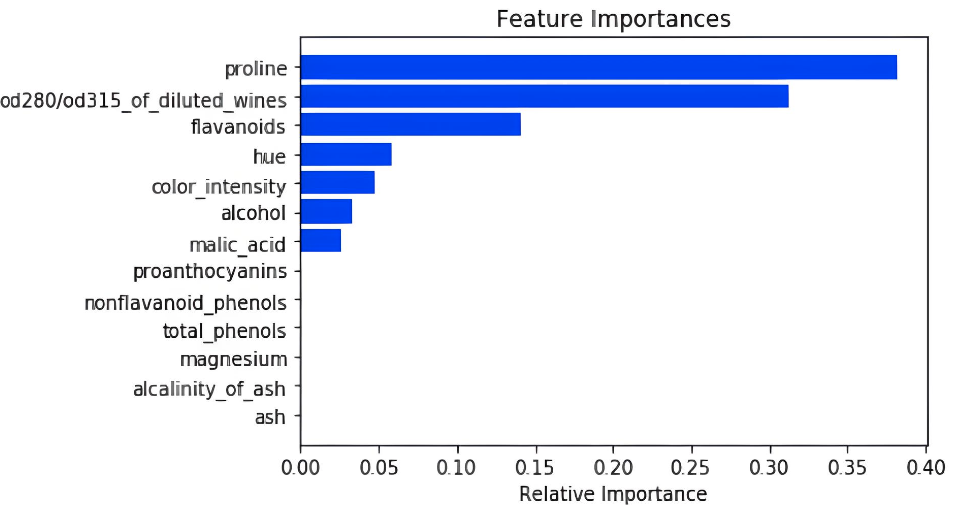 Feature Importances
proline
od280/od315_of_diluted_wines
flavanoids
hue
color_intensity
alcohol
malic_acid
proanthocyanins
nonflavanoid_phenols
total_phenols
magnesium
alcalinity_of_ash
ash
0.00 0.05 0.10 0.15 0.20 0.25 0.30 0.35 0.40
Relative Importance